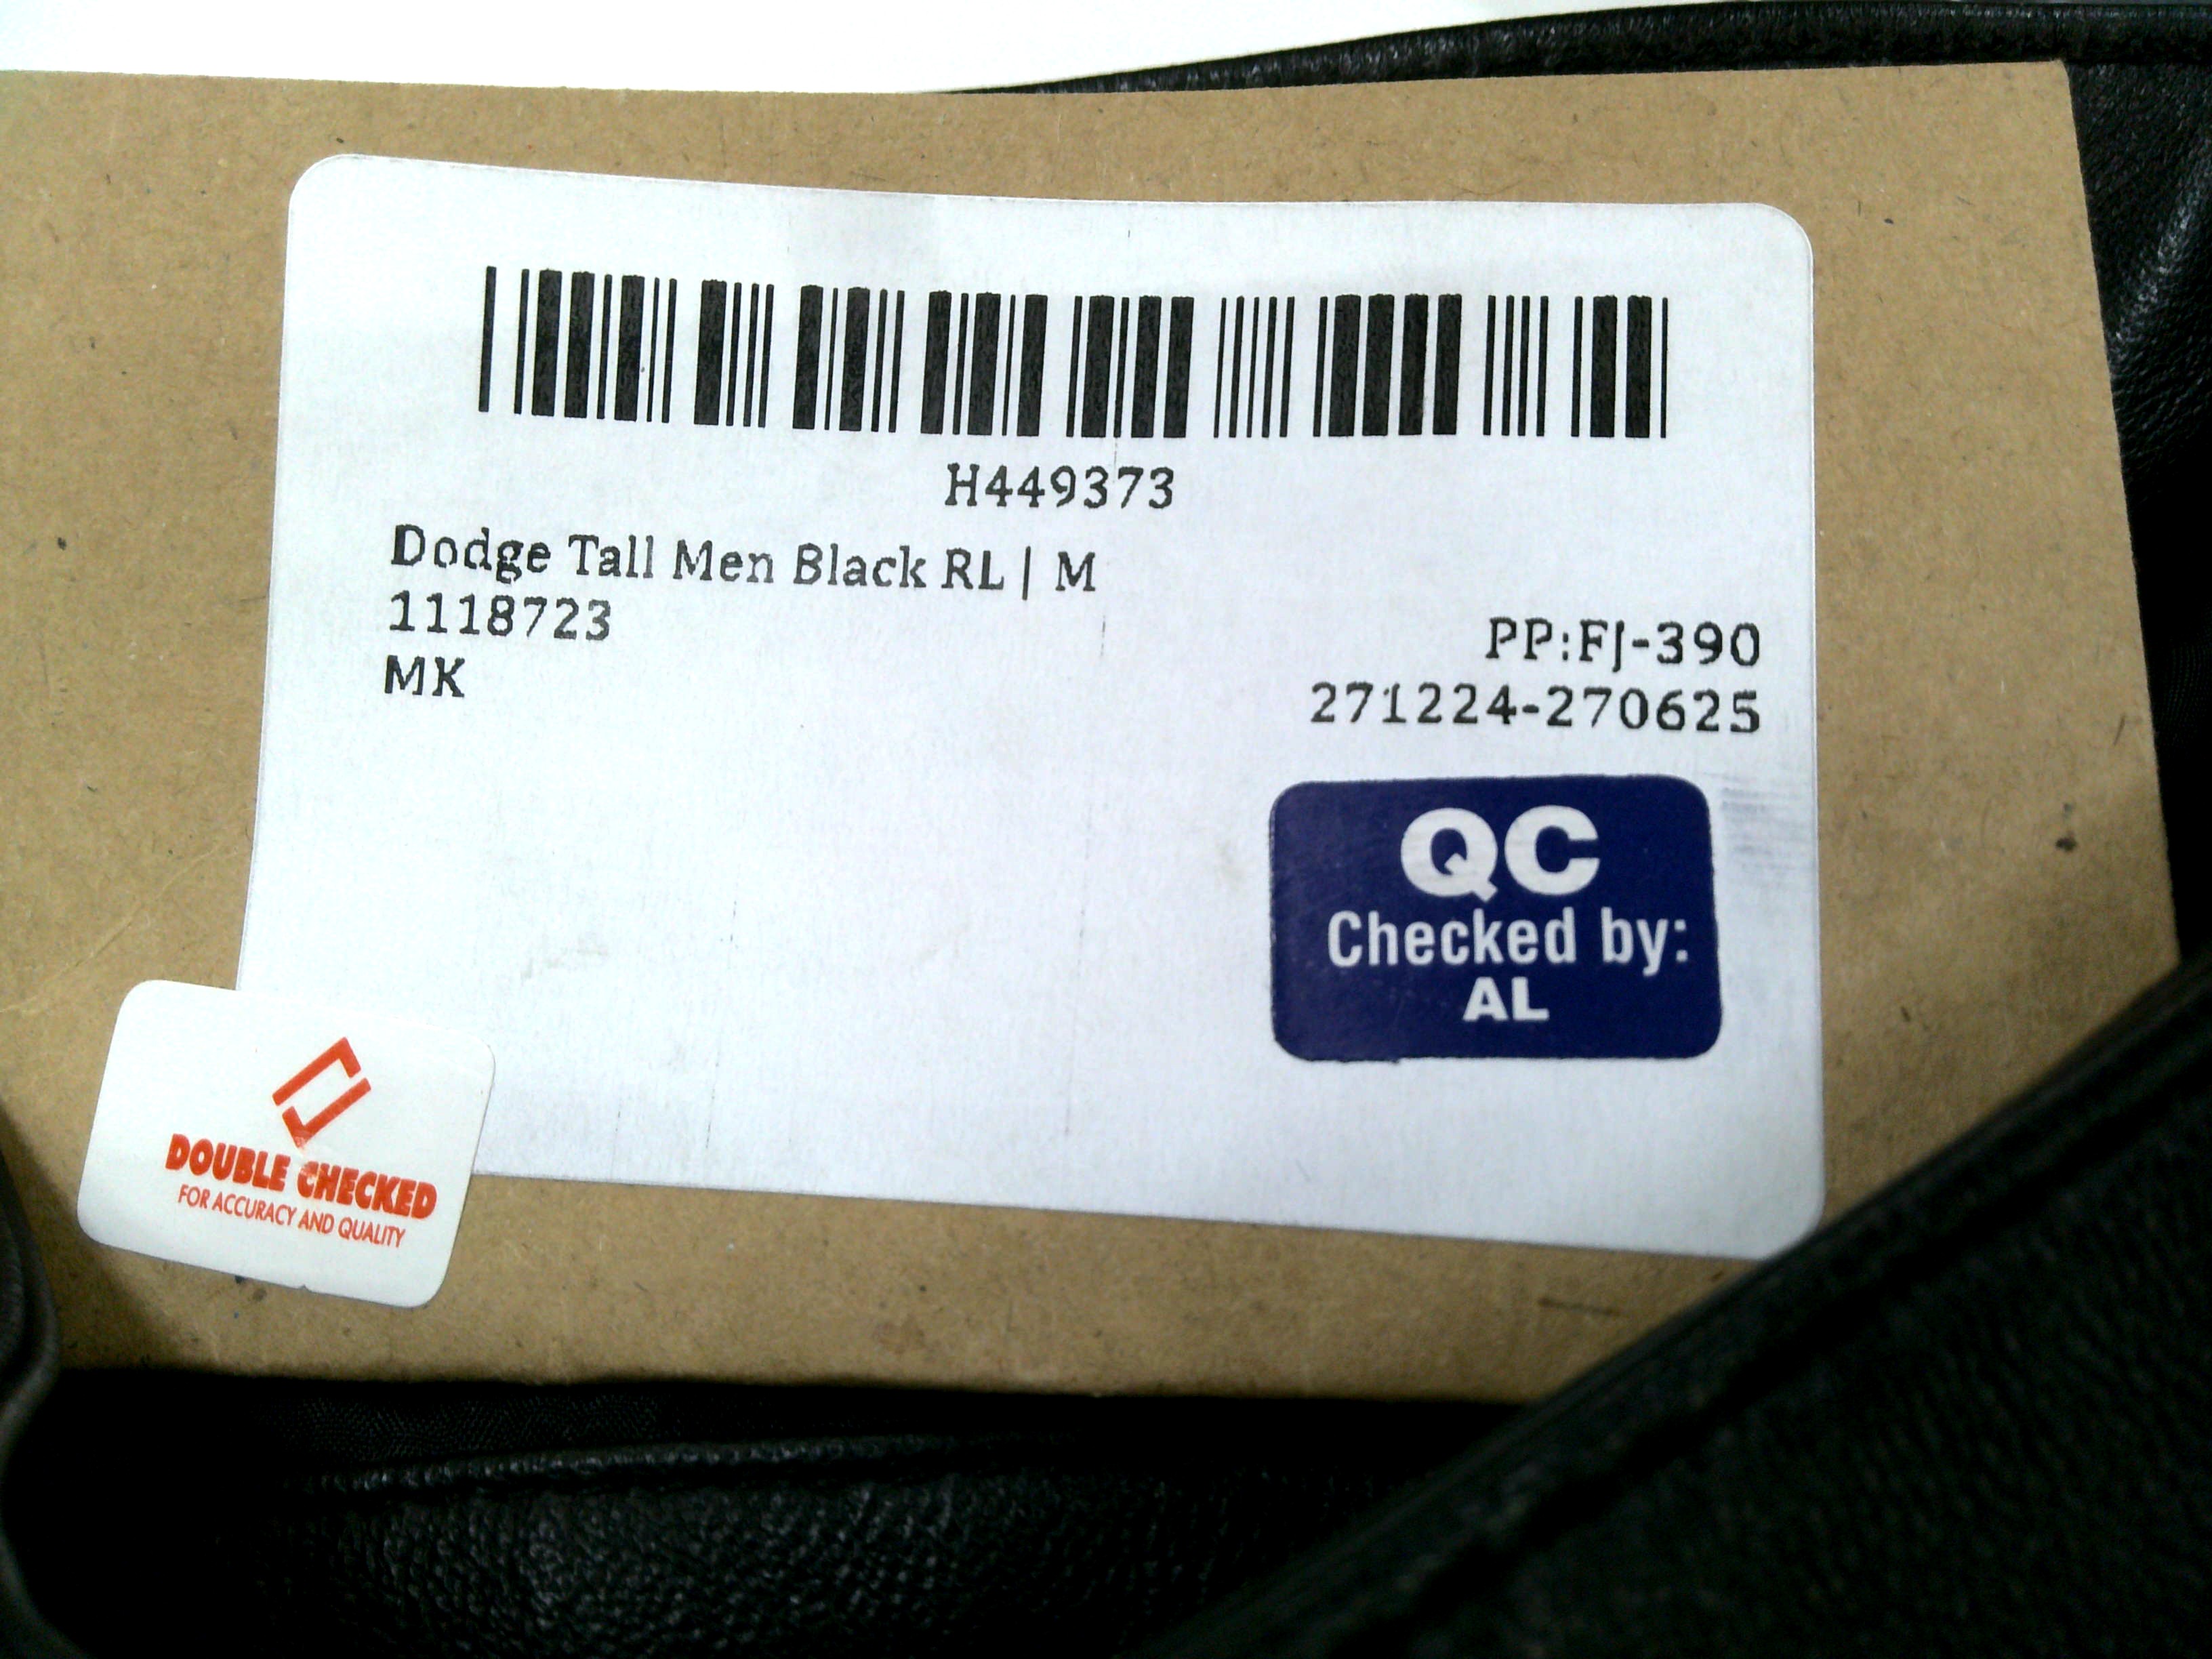 H449373
Dodge Tall Men Black RL | M
1118723
MK
PP:FJ-390
271224-270625
QC
Checked by:
AL
DOUBLE CHECKED
FOR ACCURACY AND QUALITY